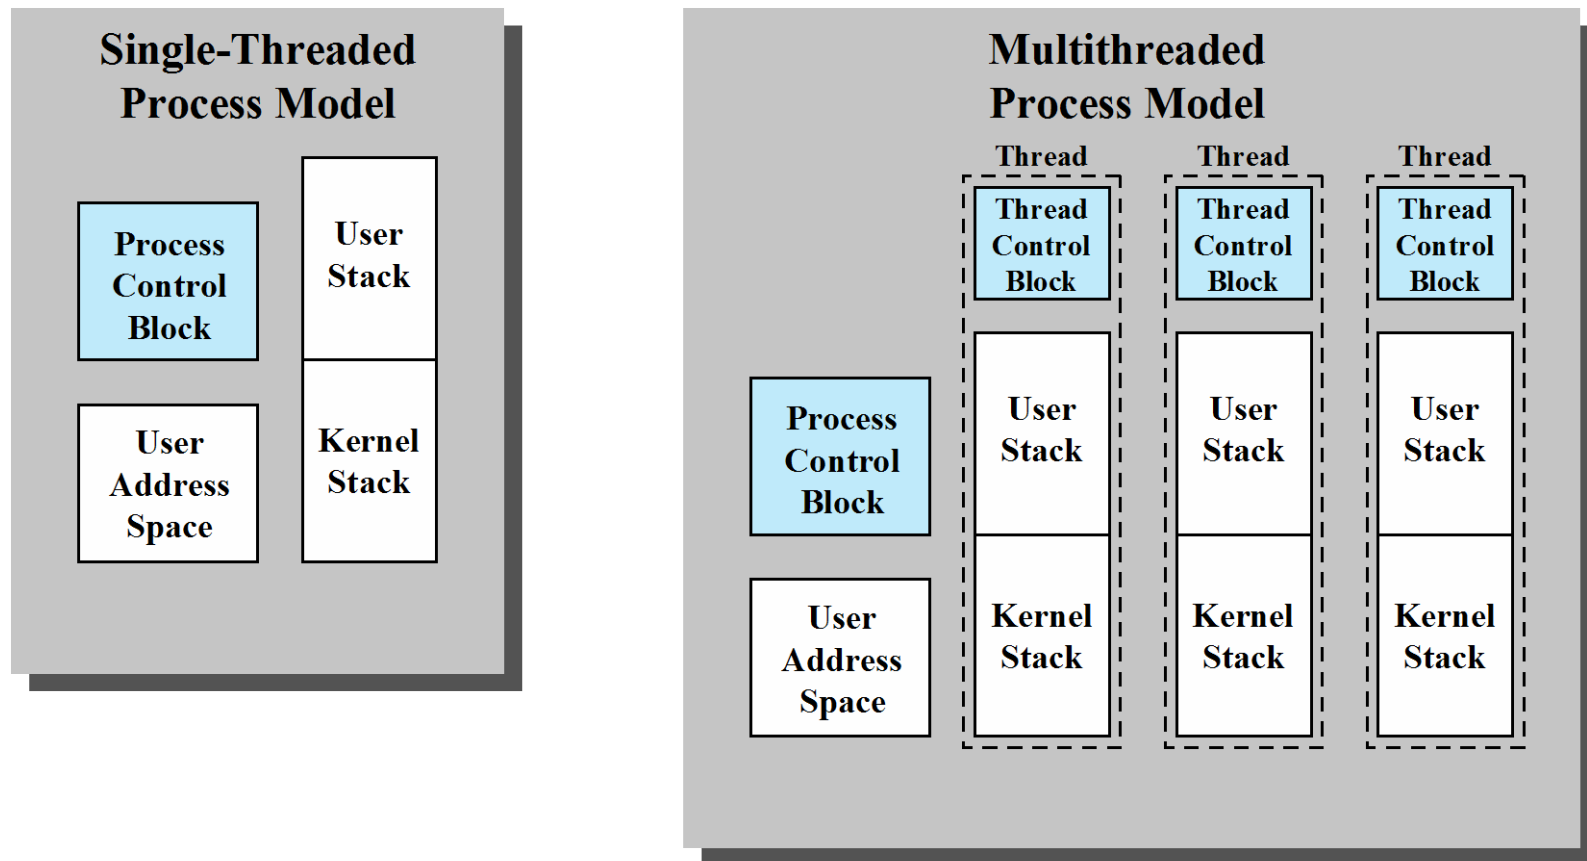 Single-Threaded
Process Model
Process
Control
Block
User
Stack
User
Address
Space
Kernel
Stack
Multithreaded
Process Model
Process
Control
Block
User
Address
Space
Thread
Thread
Control
Block
User
Stack
Kernel
Stack
Thread
Thread
Control
Block
User
Stack
Kernel
Stack
Thread
Thread
Control
Block
User
Stack
Kernel
Stack